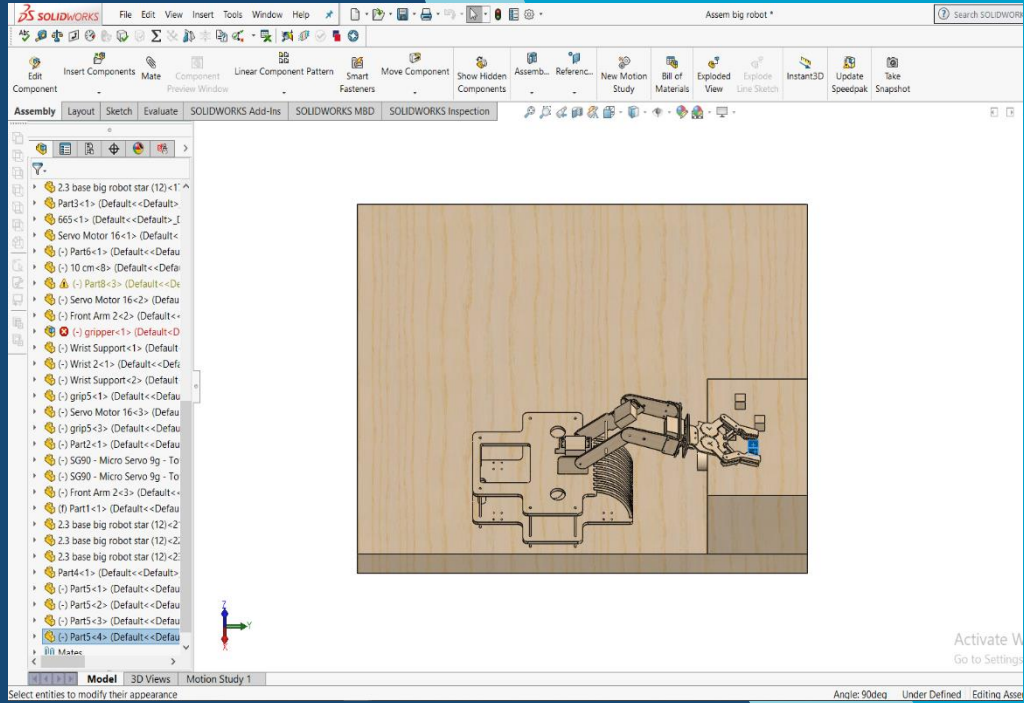 SOLIDWORKS File Edit View Insert Tools Window Help Assem big robot * Search SOLIDWOR
Edit Component
Insert Components
Mate
Component Preview Window
Linear Component Pattern
Smart Fasteners
Move Component
Show Hidden Components
Assemb...
Referenc...
New Motion Study
Bill of Materials
Exploded View
Explode Line Sketch
Instant3D
Update Speedpak
Take Snapshot
Assembly Layout Sketch Evaluate SOLIDWORKS Add-Ins SOLIDWORKS MBD SOLIDWORKS Inspection
2.3 base big robot star (12)<1
Part3<1> (Default<<Default>
665<1> (Default<<Default>_
Servo Motor 16<1> (Default<
(-) Part6<1> (Default<<Defau
(-) 10 cm<8> (Default<<Defa
(-) Part8<3> (Default<<De
(-) Servo Motor 16<2> (Defau
(-) Front Arm 2<2> (Default<
(-) gripper<1> (Default<D
(-) Wrist Support<1> (Default
(-) Wrist 2<1> (Default<<Defa
(-) Wrist Support<2> (Default
(-) grip5<1> (Default<<Defau
(-) Servo Motor 16<3> (Defau
(-) grip5<3> (Default<<Defau
(-) Part2<1> (Default<<Defau
(-) SG90 - Micro Servo 9g - To
(-) SG90 - Micro Servo 9g - To
(-) Front Arm 2<3> (Default<
(f) Part1<1> (Default<<Defau
2.3 base big robot star (12)<2
2.3 base big robot star (12)<2
2.3 base big robot star (12)<2
Part4<1> (Default<<Default>
(-) Part5<1> (Default<<Defau
(-) Part5<2> (Default<<Defau
(-) Part5<3> (Default<<Defau
(-) Part5<4> (Default<<Defau
Mates
Z
Y
X
Activate W
Go to Settings
Model 3D Views Motion Study 1
Select entities to modify their appearance Angle: 90deg Under Defined Editing Asse